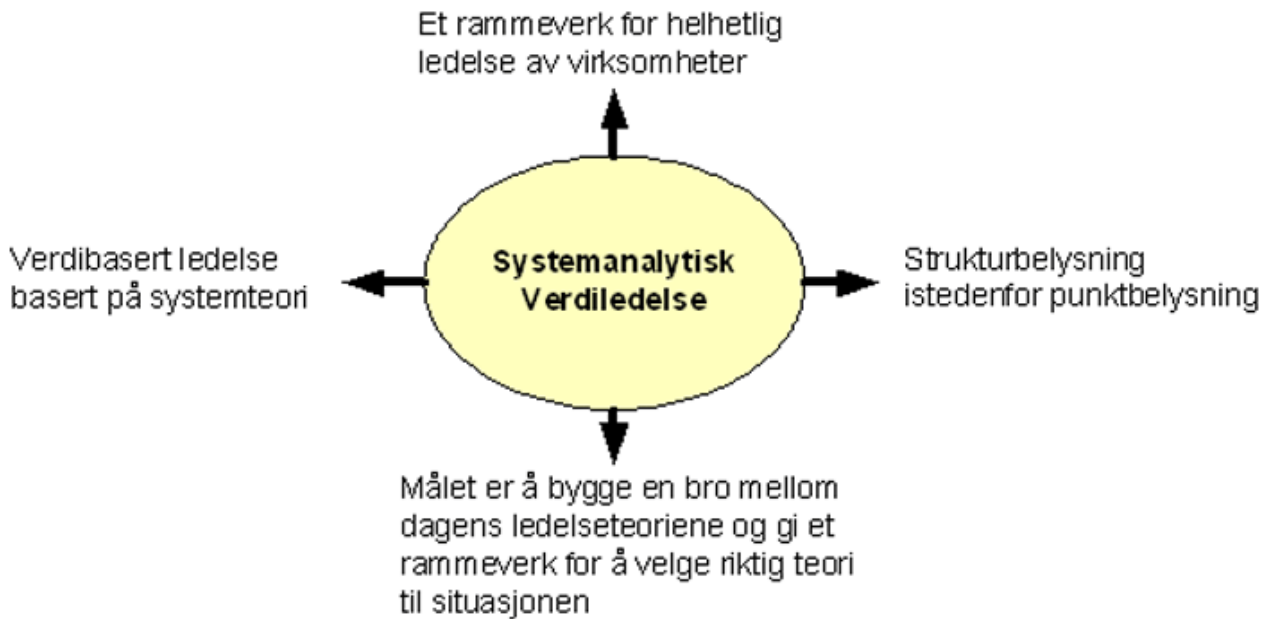 Et rammeverk for helhetlig
ledelse av virksomheter
Verdibasert ledelse
basert på systemteori
Systemanalytisk
Verdiledelse
Strukturbelysning
istedenfor punktbelysning
Målet er å bygge en bro mellom
dagens ledelseteoriene og gi et
rammeverk for å velge riktig teori
til situasjonen